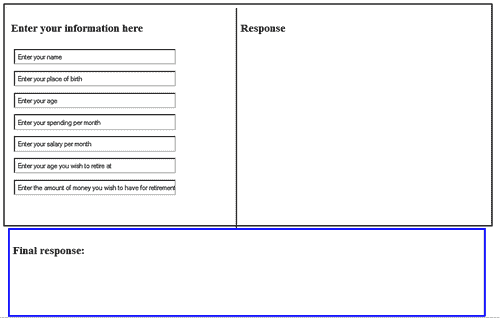 Enter your information here
Response
Enter your name
Enter your place of birth
Enter your age
Enter your spending per month
Enter your salary per month
Enter your age you wish to retire at
Enter the amount of money you wish to have for retirement
Final response: